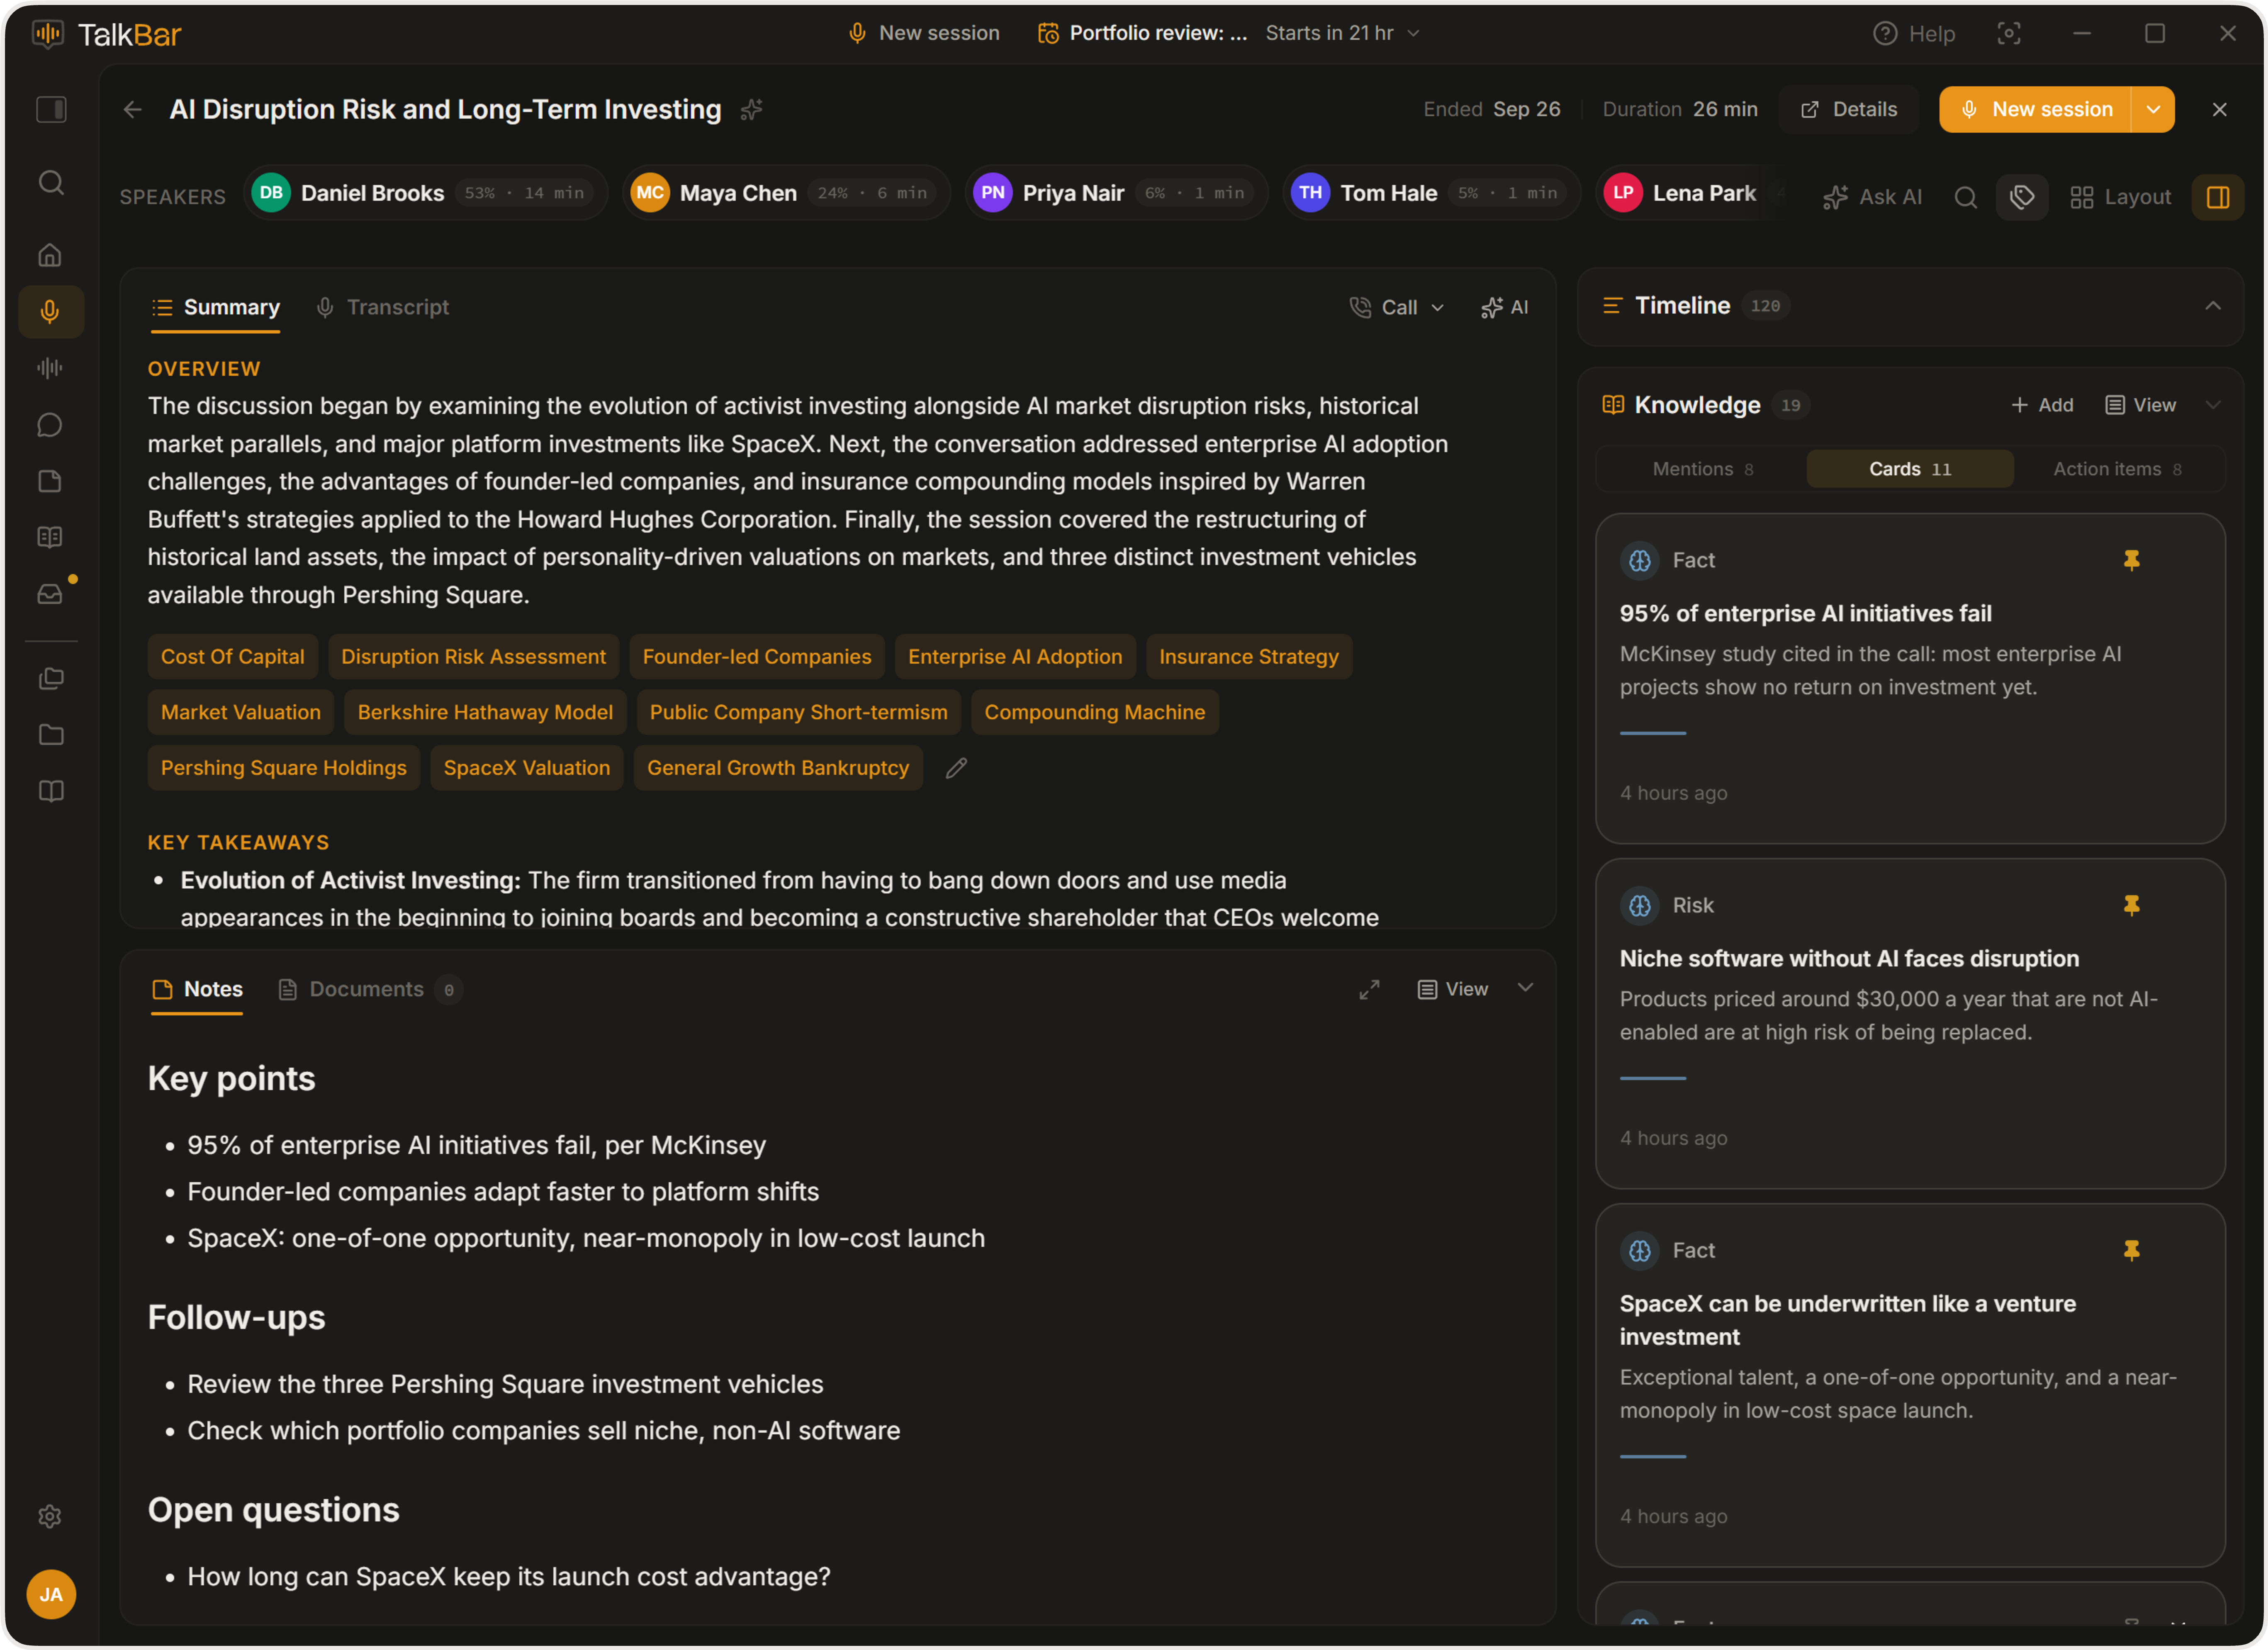 TalkBar
New session
Portfolio review: ... Starts in 21 hr
Help
AI Disruption Risk and Long-Term Investing
Ended Sep 26
Duration 26 min
Details
New session
SPEAKERS
DB Daniel Brooks 53% · 14 min
MC Maya Chen 24% · 6 min
PN Priya Nair 6% · 1 min
TH Tom Hale 5% · 1 min
LP Lena Park
Ask AI
Layout
Summary
Transcript
Call
AI
OVERVIEW
The discussion began by examining the evolution of activist investing alongside AI market disruption risks, historical
market parallels, and major platform investments like SpaceX. Next, the conversation addressed enterprise AI adoption
challenges, the advantages of founder-led companies, and insurance compounding models inspired by Warren
Buffett's strategies applied to the Howard Hughes Corporation. Finally, the session covered the restructuring of
historical land assets, the impact of personality-driven valuations on markets, and three distinct investment vehicles
available through Pershing Square.
Cost Of Capital
Disruption Risk Assessment
Founder-led Companies
Enterprise AI Adoption
Insurance Strategy
Market Valuation
Berkshire Hathaway Model
Public Company Short-termism
Compounding Machine
Pershing Square Holdings
SpaceX Valuation
General Growth Bankruptcy
KEY TAKEAWAYS
• Evolution of Activist Investing: The firm transitioned from having to bang down doors and use media
appearances in the beginning to joining boards and becoming a constructive shareholder that CEOs welcome
Notes
Documents 0
View
Key points
• 95% of enterprise AI initiatives fail, per McKinsey
• Founder-led companies adapt faster to platform shifts
• SpaceX: one-of-one opportunity, near-monopoly in low-cost launch
Follow-ups
• Review the three Pershing Square investment vehicles
• Check which portfolio companies sell niche, non-AI software
Open questions
• How long can SpaceX keep its launch cost advantage?
Timeline 120
Knowledge 19
+ Add
View
Mentions 8
Cards 11
Action items 8
Fact
95% of enterprise AI initiatives fail
McKinsey study cited in the call: most enterprise AI
projects show no return on investment yet.
4 hours ago
Risk
Niche software without AI faces disruption
Products priced around $30,000 a year that are not AI-
enabled are at high risk of being replaced.
4 hours ago
Fact
SpaceX can be underwritten like a venture
investment
Exceptional talent, a one-of-one opportunity, and a near-
monopoly in low-cost space launch.
4 hours ago
JA